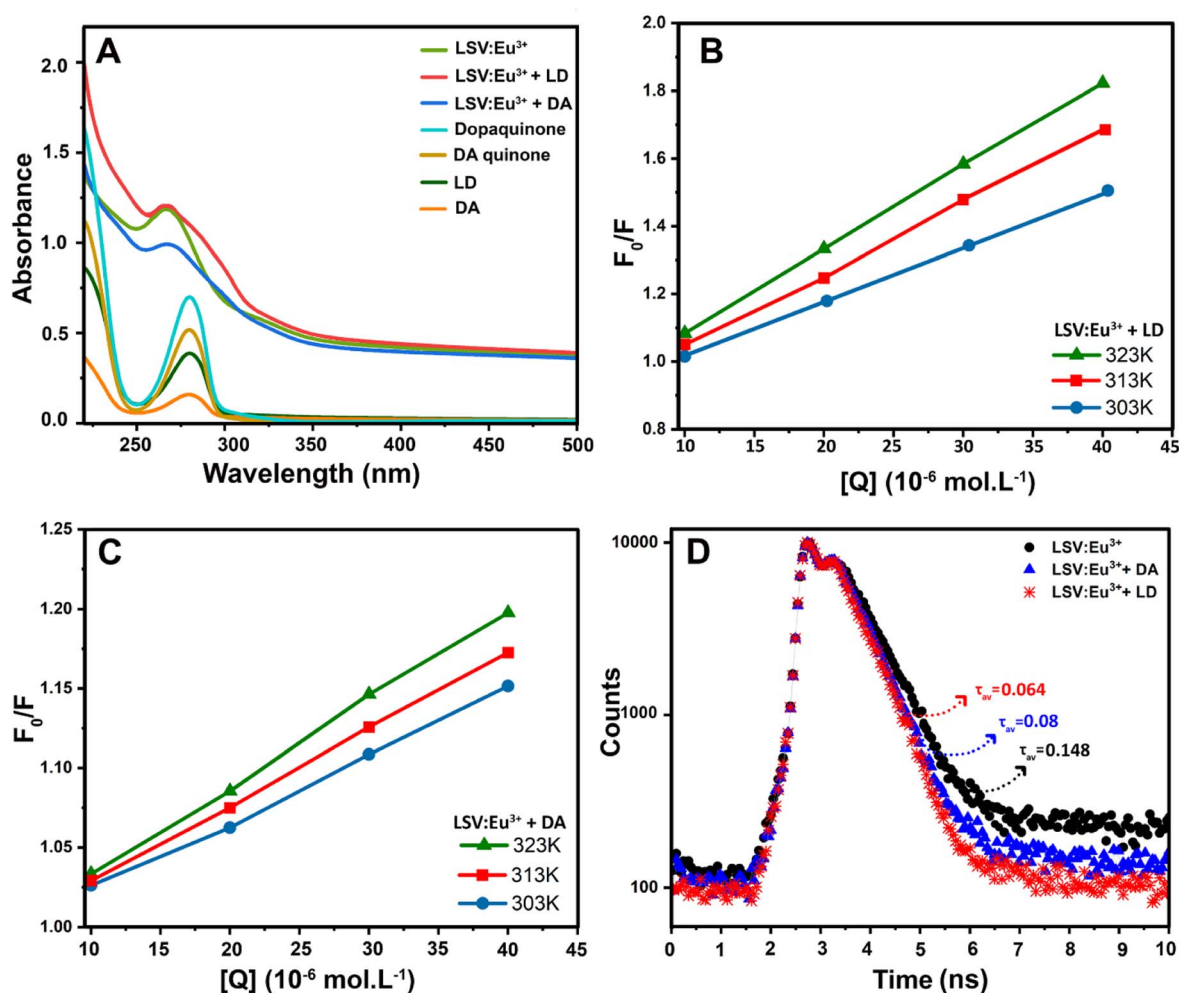 A
LSV:Eu³⁺
LSV:Eu³⁺ + LD
LSV:Eu³⁺ + DA
Dopaquinone
DA quinone
LD
DA
2.0
1.5
1.0
0.5
0.0
Absorbance
250 300 350 400 450 500
Wavelength (nm)
B
2.0
1.8
1.6
1.4
1.2
1.0
0.8
F₀/F
LSV:Eu³⁺ + LD
323K
313K
303K
10 15 20 25 30 35 40 45
[Q] (10⁻⁶ mol.L⁻¹)
C
1.25
1.20
1.15
1.10
1.05
1.00
F₀/F
LSV:Eu³⁺ + DA
323K
313K
303K
10 15 20 25 30 35 40 45
[Q] (10⁻⁶ mol.L⁻¹)
D
LSV:Eu³⁺
LSV:Eu³⁺+ DA
LSV:Eu³⁺+ LD
10000
1000
100
Counts
τav=0.064
τav=0.08
τav=0.148
0 1 2 3 4 5 6 7 8 9 10
Time (ns)